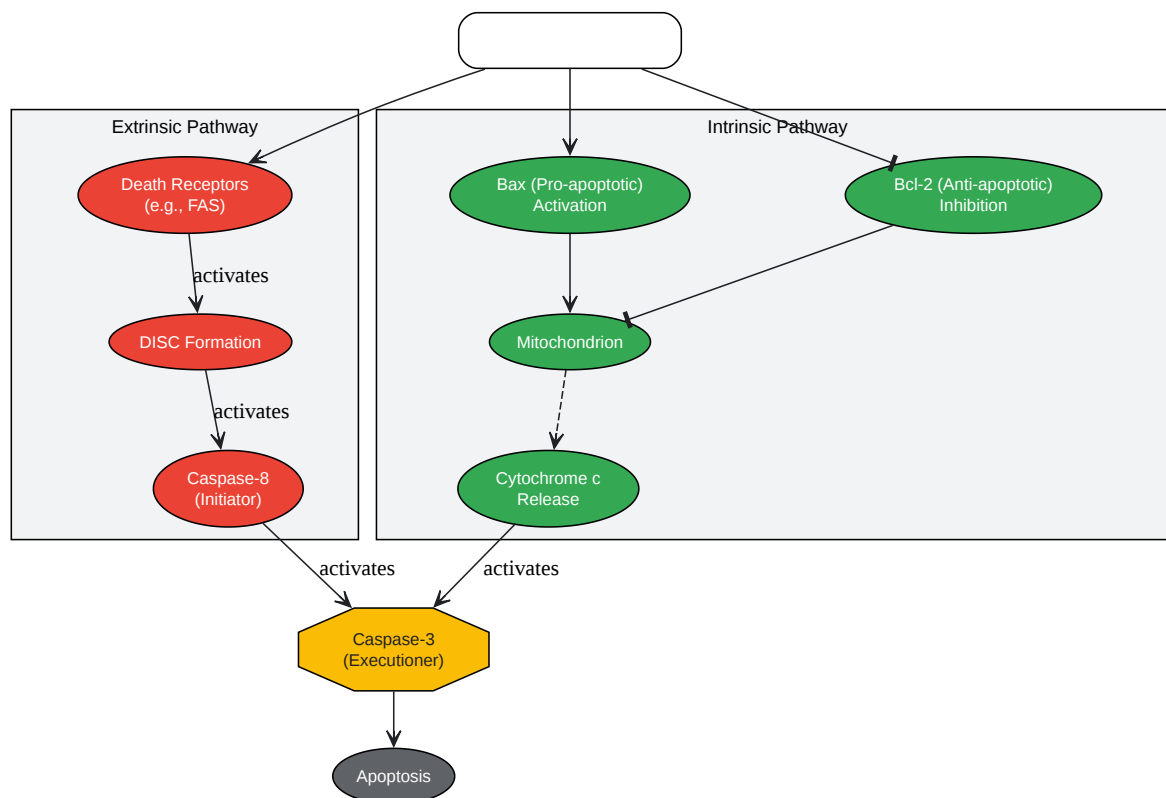 Extrinsic Pathway
Intrinsic Pathway
Death Receptors
(e.g., FAS)
Bax (Pro-apoptotic)
Activation
Bcl-2 (Anti-apoptotic)
Inhibition
activates
DISC Formation
Mitochondrion
activates
Caspase-8
(Initiator)
Cytochrome c
Release
activates
activates
Caspase-3
(Executioner)
Apoptosis